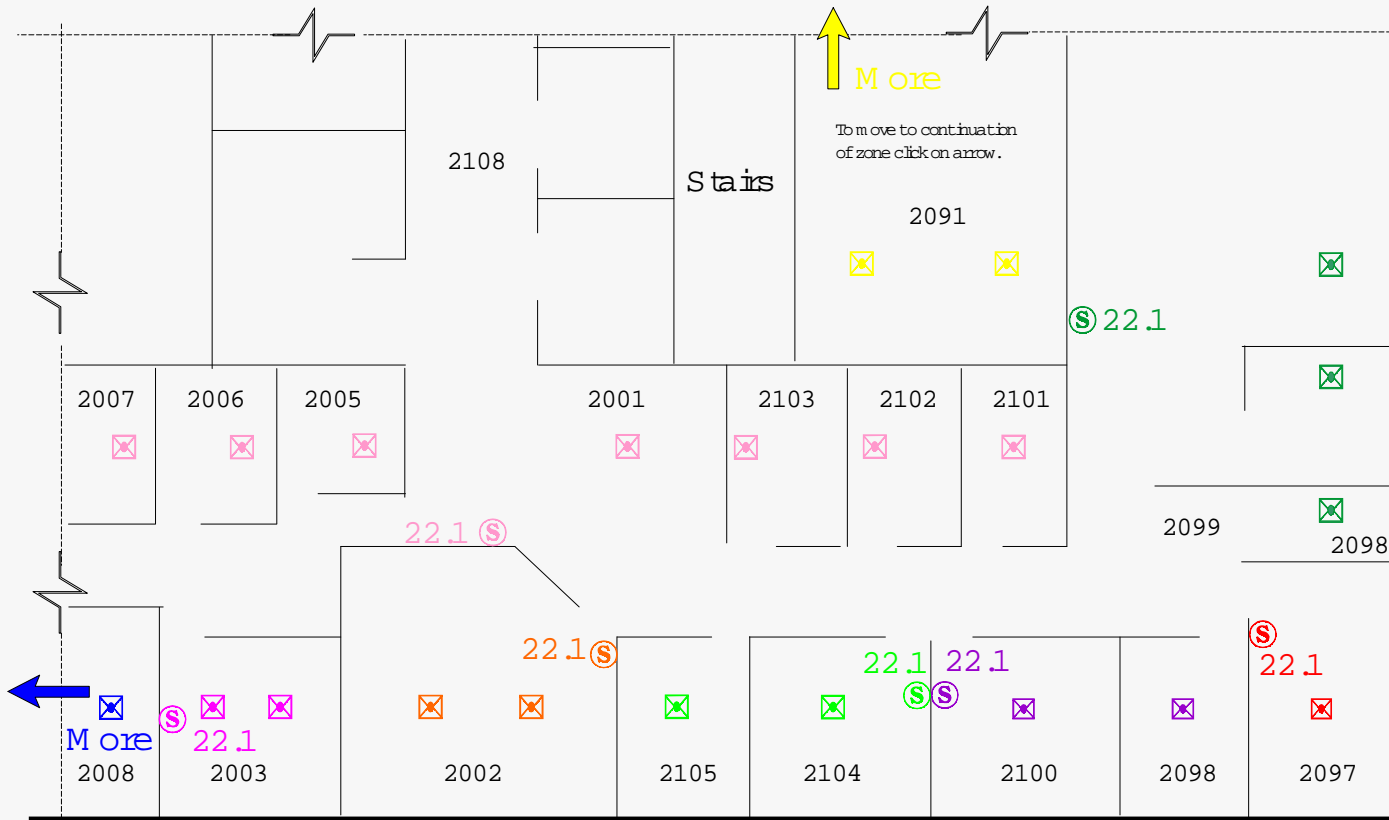 More
To move to continuation
of zone click on arrow.
2108
Stairs
2091
S 22.1
2007
2006
2005
2001
2103
2102
2101
22.1 S
2099
2098
22.1 S
22.1 S
S 22.1
S
22.1
More
S
22.1
2008
2003
2002
2105
2104
2100
2098
2097